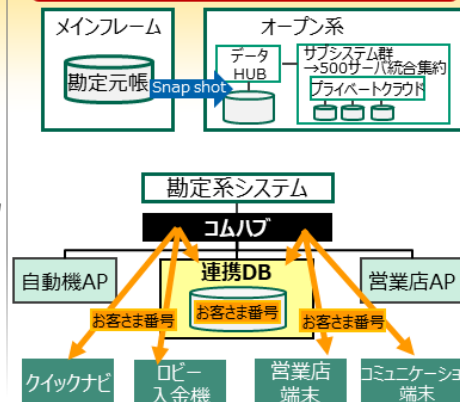 メインフレーム
オープン系
勘定元帳
Snap shot
データ
HUB
サブシステム群
→500サーバ統合集約
プライベートクラウド
勘定系システム
コムハブ
自動機AP
連携DB
営業店AP
お客さま番号
お客さま番号
お客さま番号
クイックナビ
ロビー
入金機
営業店
端末
コミュニケーショ
端末